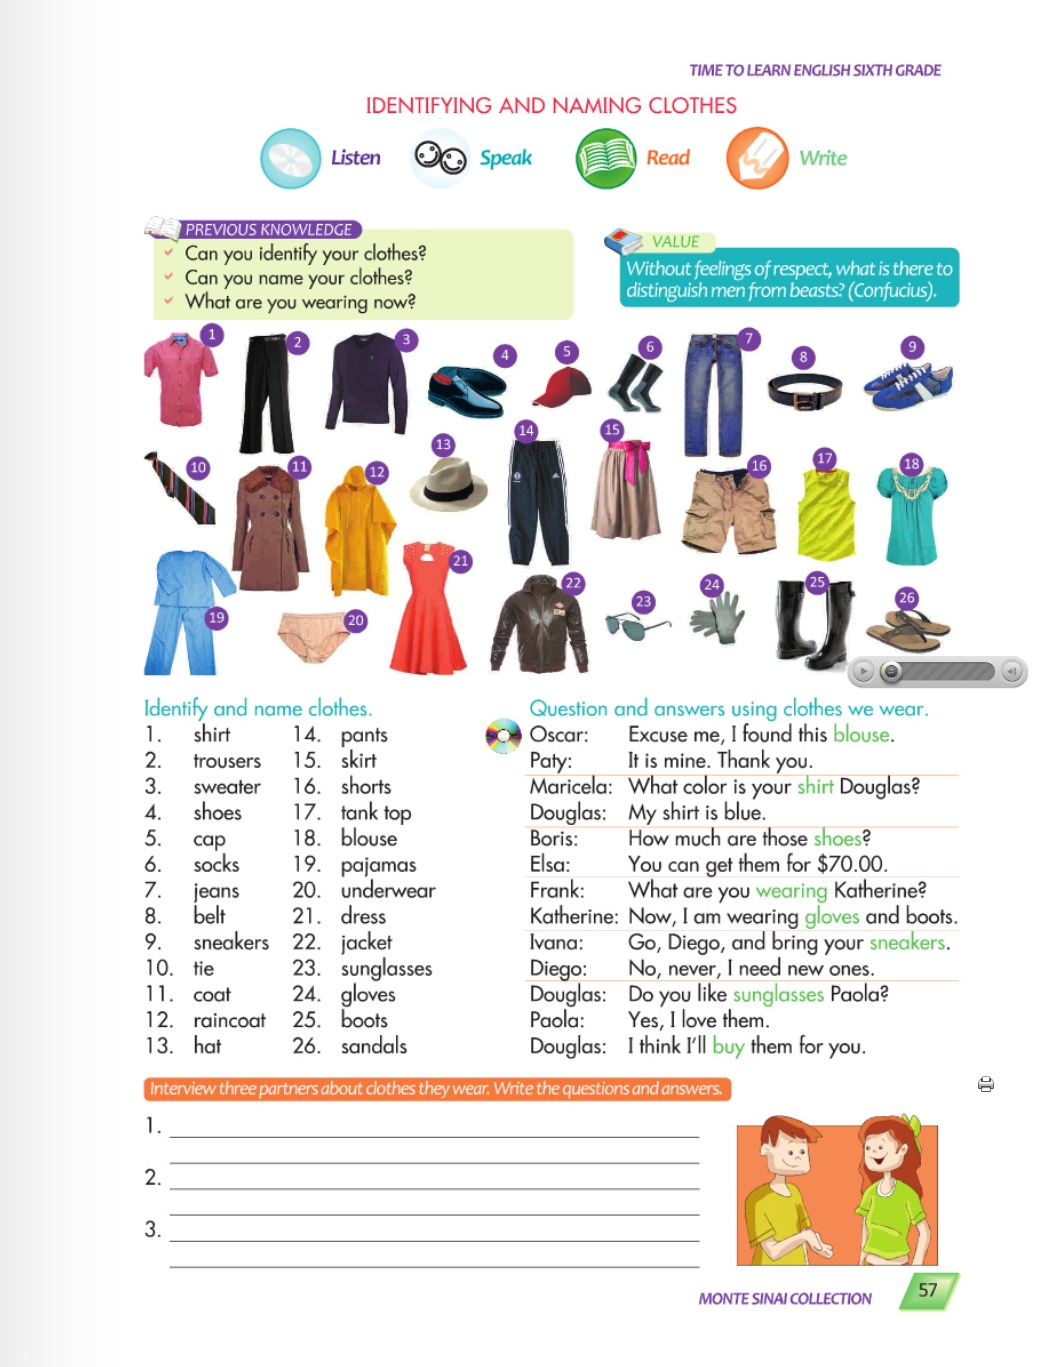 TIME TO LEARN ENGLISH SIXTH GRADE
IDENTIFYING AND NAMING CLOTHES
Listen
Speak
Read
Write
PREVIOUS KNOWLEDGE
Can you identify your clothes?
Can you name your clothes?
What are you wearing now?
VALUE
Without feelings of respect, what is there to
distinguish men from beasts? (Confucius).
1
2
3
4
5
6
7
8
9
10
11
12
13
14
15
16
17
18
19
20
21
22
23
24
25
26
Identify and name clothes.
1. shirt
2. trousers
3. sweater
4. shoes
5. cap
6. socks
7. jeans
8. belt
9. sneakers
10. tie
11. coat
12. raincoat
13. hat
14. pants
15. skirt
16. shorts
17. tank top
18. blouse
19. pajamas
20. underwear
21. dress
22. jacket
23. sunglasses
24. gloves
25. boots
26. sandals
Question and answers using clothes we wear.
Oscar: Excuse me, I found this blouse.
Paty: It is mine. Thank you.
Maricela: What color is your shirt Douglas?
Douglas: My shirt is blue.
Boris: How much are those shoes?
Elsa: You can get them for $70.00.
Frank: What are you wearing Katherine?
Katherine: Now, I am wearing gloves and boots.
Ivana: Go, Diego, and bring your sneakers.
Diego: No, never, I need new ones.
Douglas: Do you like sunglasses Paola?
Paola: Yes, I love them.
Douglas: I think I'll buy them for you.
Interview three partners about clothes they wear. Write the questions and answers.
1.
2.
3.
MONTE SINAI COLLECTION
57